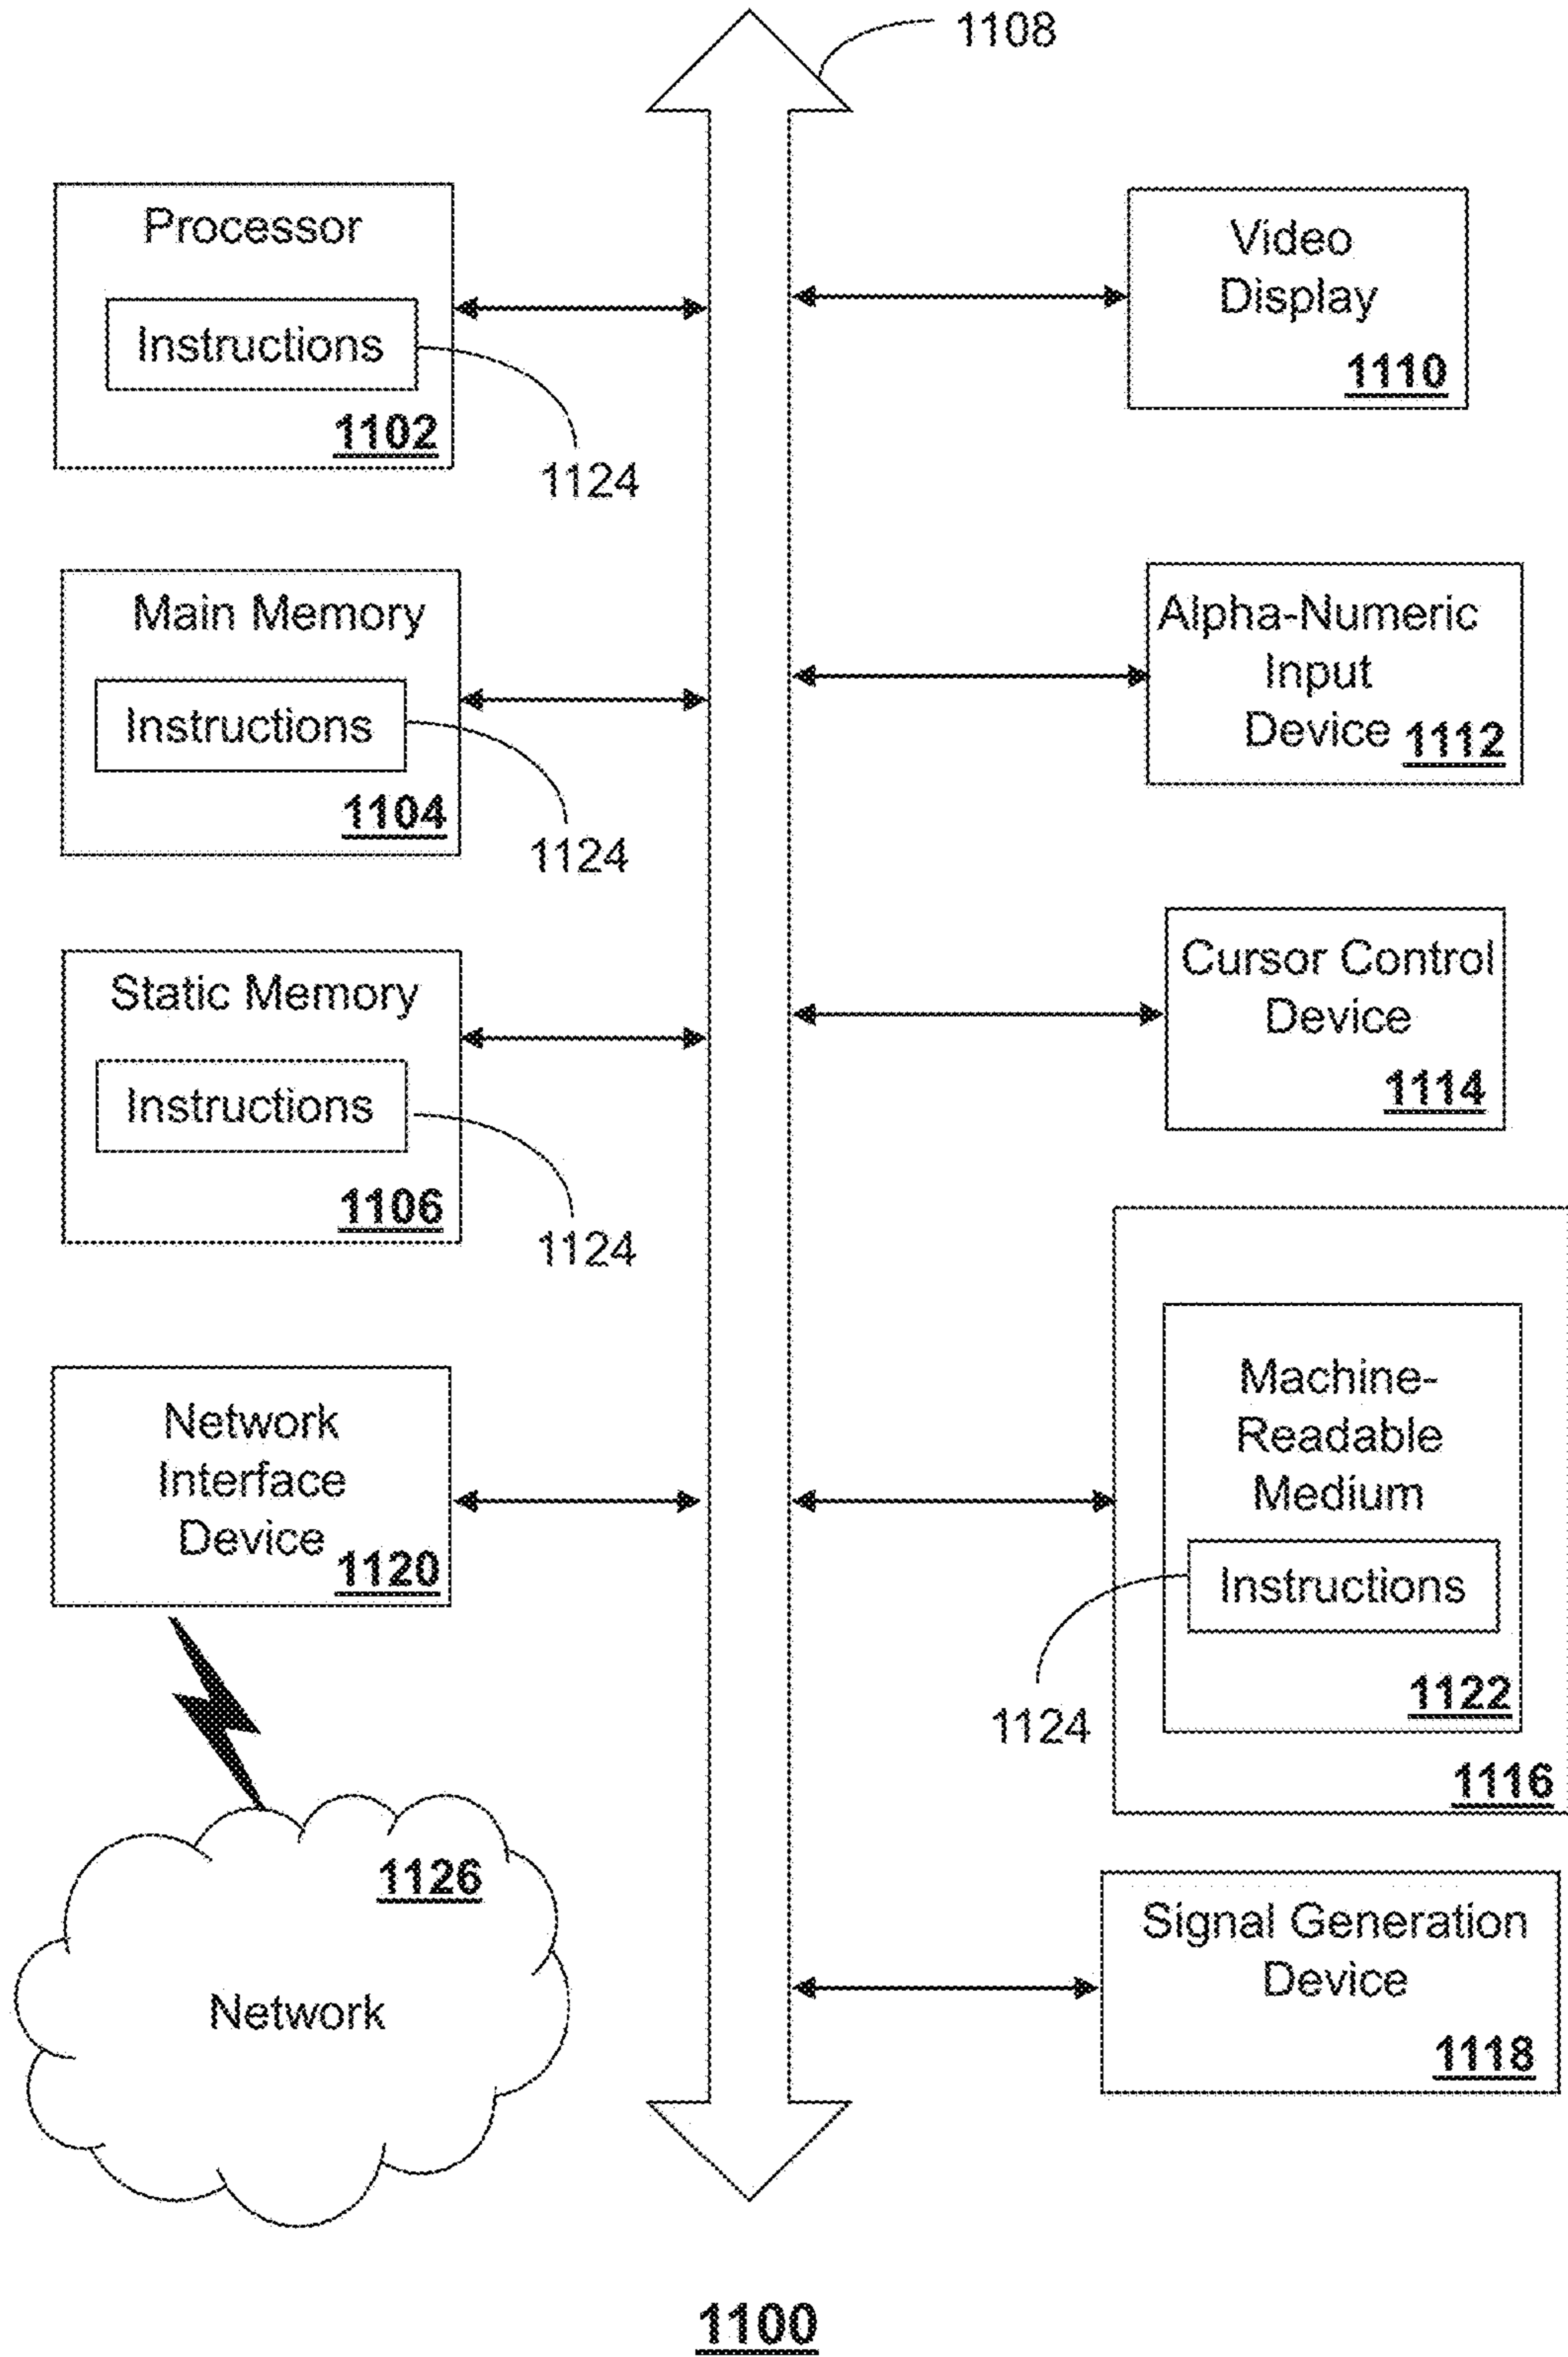 1108
Processor
Instructions
1102
1124
Main Memory
Instructions
1104
1124
Static Memory
Instructions
1106
1124
Network
Interface
Device
1120
1126
Network
Video
Display
1110
Alpha-Numeric
Input
Device
1112
Cursor Control
Device
1114
Machine-
Readable
Medium
Instructions
1122
1124
1116
Signal Generation
Device
1118
1100